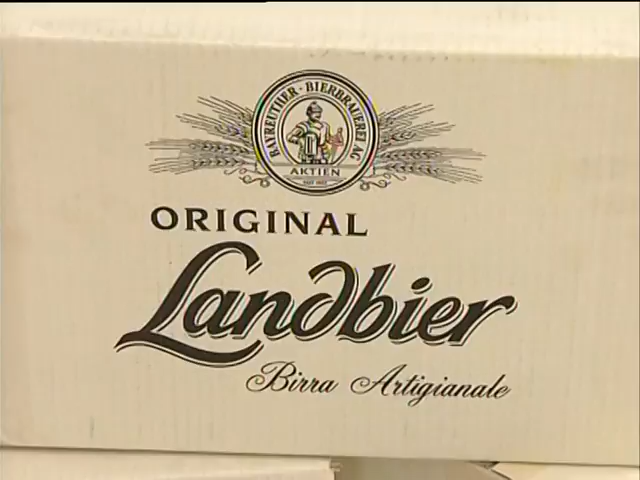 BAYREUTHER · BIERBRAUEREI AG
AKTIEN
ORIGINAL
Landbier
Birra Artigianale